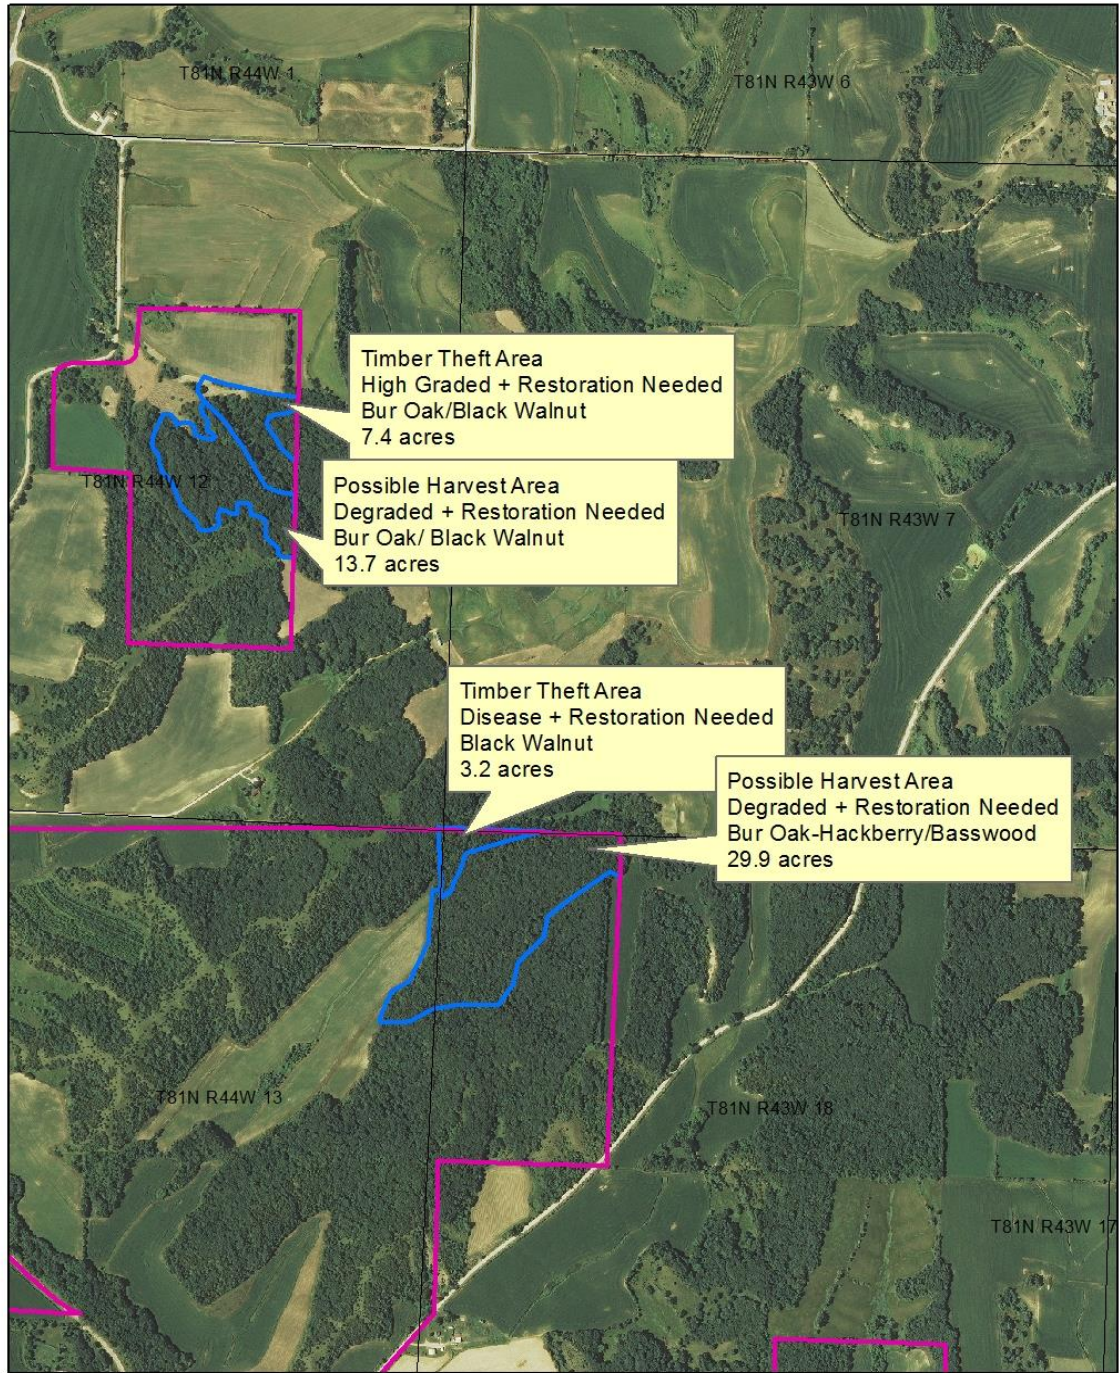 T81N R44W 1
T81N R43W 6
Timber Theft Area
High Graded + Restoration Needed
Bur Oak/Black Walnut
7.4 acres
T81N R44W 12
Possible Harvest Area
Degraded + Restoration Needed
Bur Oak/ Black Walnut
13.7 acres
T81N R43W 7
Timber Theft Area
Disease + Restoration Needed
Black Walnut
3.2 acres
Possible Harvest Area
Degraded + Restoration Needed
Bur Oak-Hackberry/Basswood
29.9 acres
T81N R44W 13
T81N R43W 18
T81N R43W 17